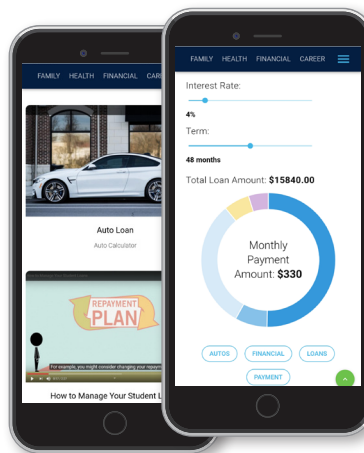 FAMILY HEALTH FINANCIAL
Auto Loan
Auto Calculator
REPAYMENT
PLAN
For example, you might consider changing your
How to Manage Your Student
FAMILY HEALTH FINANCIAL CAREER
Interest Rate:
4%
Term:
48 months
Total Loan Amount: $15840.00
Monthly
Payment
Amount: $330
AUTOS FINANCIAL LOANS
PAYMENT